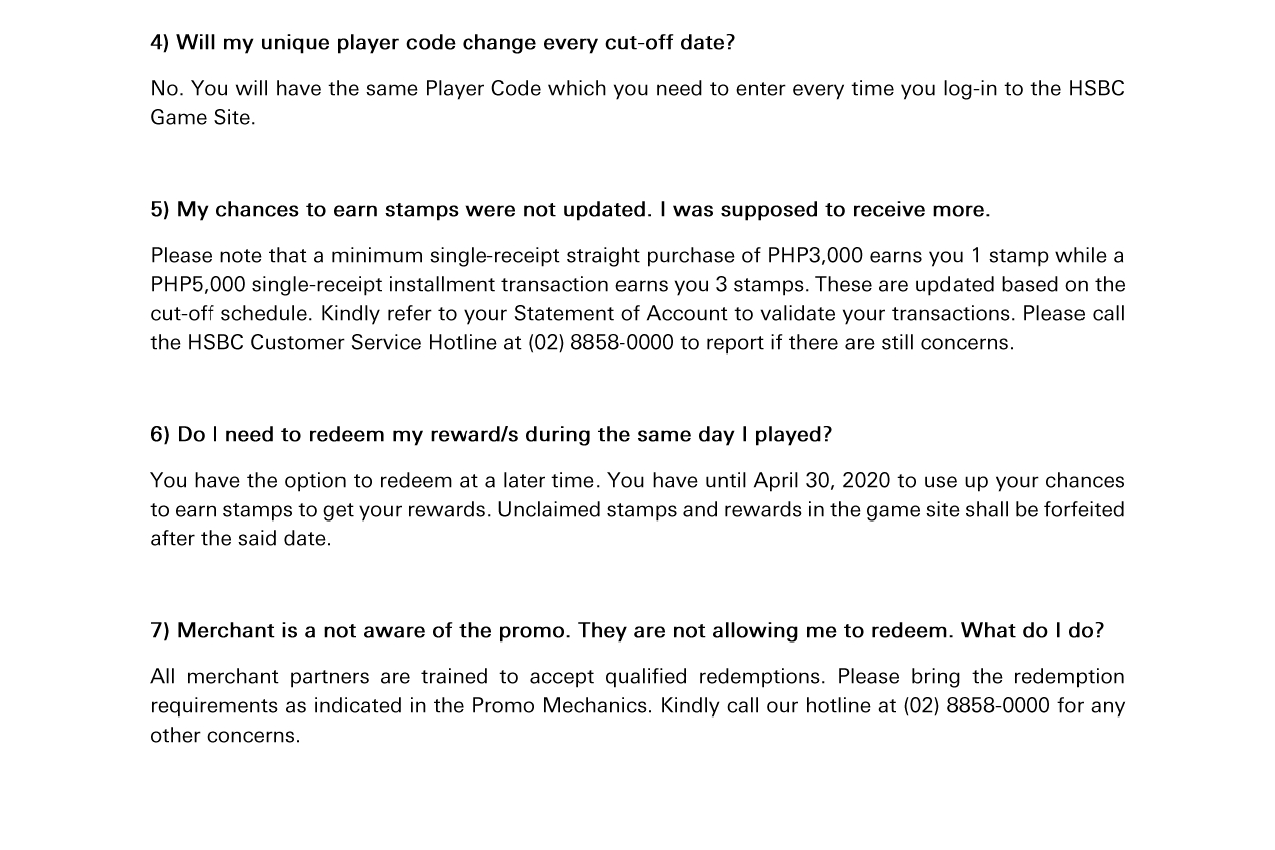 4) Will my unique player code change every cut-off date?
No. You will have the same Player Code which you need to enter every time you log-in to the HSBC
Game Site.
5) My chances to earn stamps were not updated. I was supposed to receive more.
Please note that a minimum single-receipt straight purchase of PHP3,000 earns you 1 stamp while a
PHP5,000 single-receipt installment transaction earns you 3 stamps. These are updated based on the
cut-off schedule. Kindly refer to your Statement of Account to validate your transactions. Please call
the HSBC Customer Service Hotline at (02) 8858-0000 to report if there are still concerns.
6) Do I need to redeem my reward/s during the same day I played?
You have the option to redeem at a later time. You have until April 30, 2020 to use up your chances
to earn stamps to get your rewards. Unclaimed stamps and rewards in the game site shall be forfeited
after the said date.
7) Merchant is a not aware of the promo. They are not allowing me to redeem. What do I do?
All merchant partners are trained to accept qualified redemptions. Please bring the redemption
requirements as indicated in the Promo Mechanics. Kindly call our hotline at (02) 8858-0000 for any
other concerns.